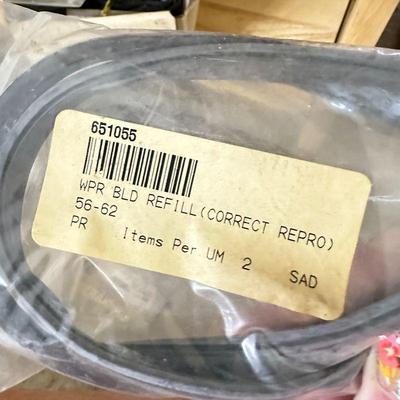 651055
WPR BLD REFILL(CORRECT REPRO)
56-62
PR Items Per UM 2 SAD